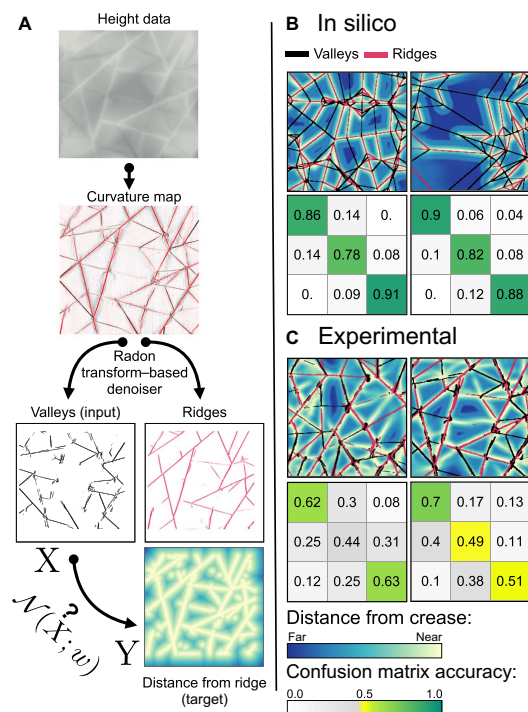 A
Height data
Curvature map
Radon
transform–based
denoiser
Valleys (input)
Ridges
X
?
𝒩(X; w)
Y
Distance from ridge
(target)
B In silico
Valleys Ridges
0.86 0.14 0. 0.9 0.06 0.04
0.14 0.78 0.08 0.1 0.82 0.08
0. 0.09 0.91 0. 0.12 0.88
C Experimental
0.62 0.3 0.08 0.7 0.17 0.13
0.25 0.44 0.31 0.4 0.49 0.11
0.12 0.25 0.63 0.1 0.38 0.51
Distance from crease:
Far Near
Confusion matrix accuracy:
0.0 0.5 1.0